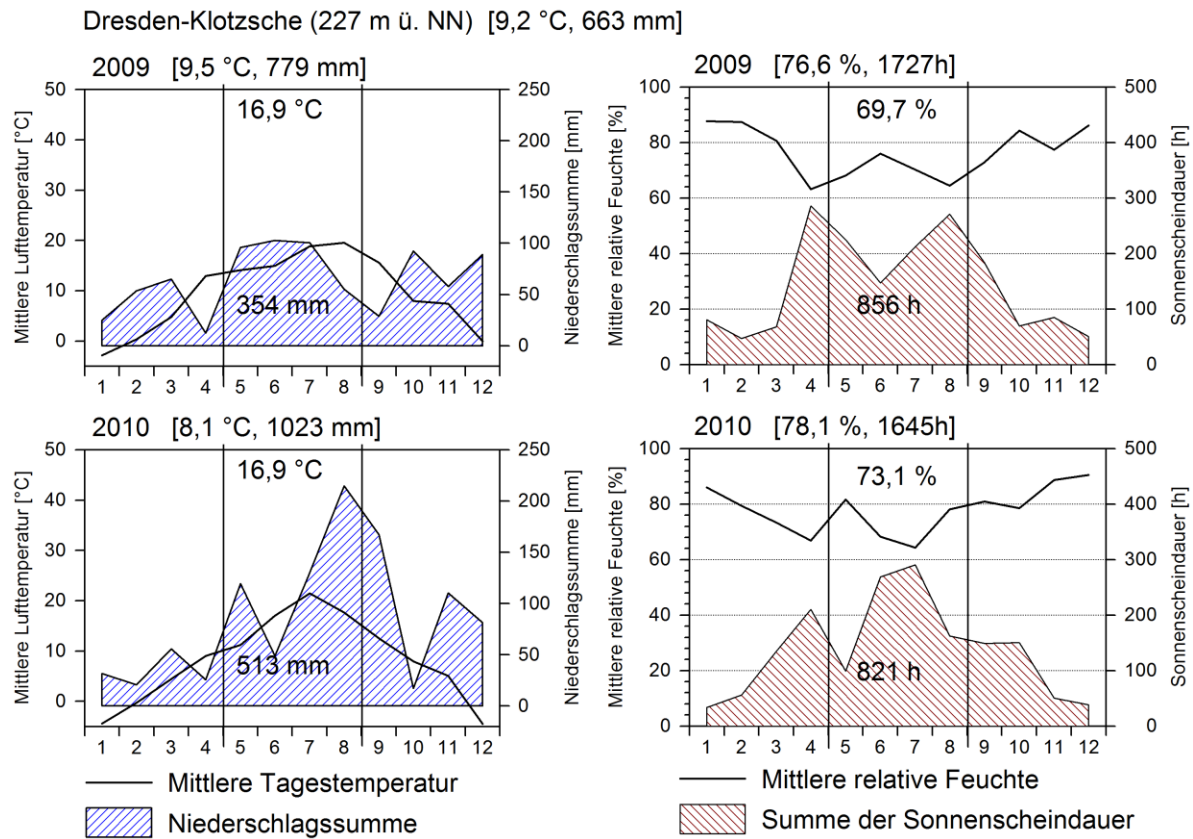 Dresden-Klotzsche (227 m ü. NN) [9,2 °C, 663 mm]
2009 [9,5 °C, 779 mm]
Mittlere Lufttemperatur [°C]
50
40
30
20
10
0
16,9 °C
354 mm
250
200
150
100
50
0
Niederschlagssumme [mm]
1 2 3 4 5 6 7 8 9 10 11 12
2009 [76,6 %, 1727h]
Mittlere relative Feuchte [%]
100
80
60
40
20
0
69,7 %
856 h
500
400
300
200
100
0
Sonnenscheindauer [h]
1 2 3 4 5 6 7 8 9 10 11 12
2010 [8,1 °C, 1023 mm]
Mittlere Lufttemperatur [°C]
50
40
30
20
10
0
16,9 °C
513 mm
250
200
150
100
50
0
Niederschlagssumme [mm]
1 2 3 4 5 6 7 8 9 10 11 12
2010 [78,1 %, 1645h]
Mittlere relative Feuchte [%]
100
80
60
40
20
0
73,1 %
821 h
500
400
300
200
100
0
Sonnenscheindauer [h]
1 2 3 4 5 6 7 8 9 10 11 12
Mittlere Tagestemperatur
Niederschlagssumme
Mittlere relative Feuchte
Summe der Sonnenscheindauer